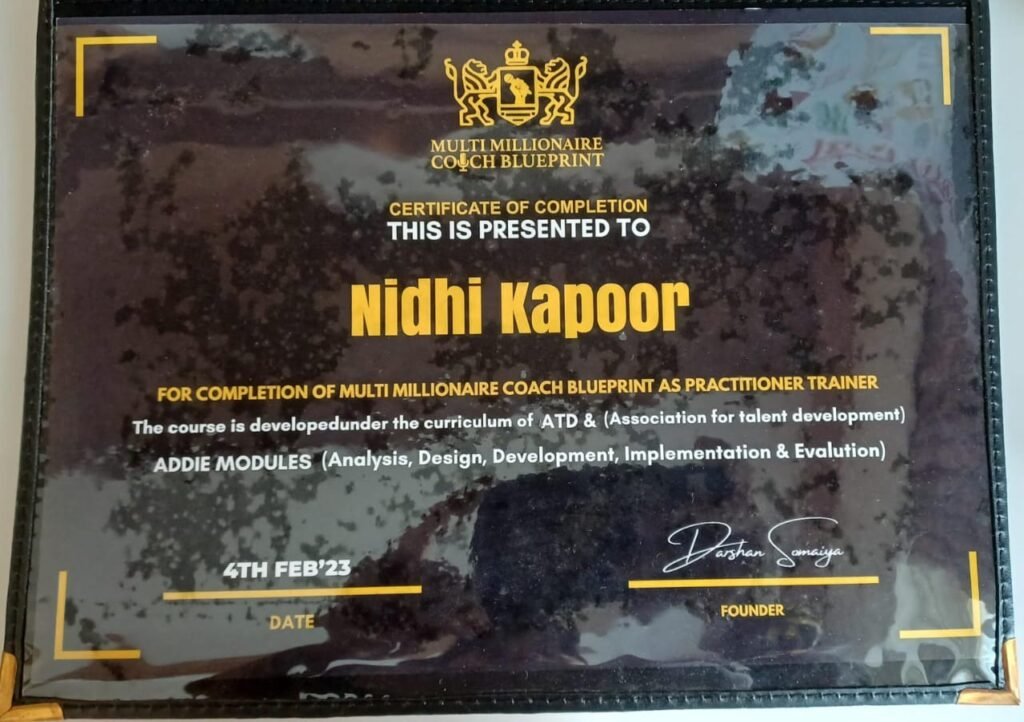 MULTI MILLIONAIRE
COACH BLUEPRINT
CERTIFICATE OF COMPLETION
THIS IS PRESENTED TO
Nidhi Kapoor
FOR COMPLETION OF MULTI MILLIONAIRE COACH BLUEPRINT AS PRACTITIONER TRAINER
The course is developedunder the curriculum of ATD & (Association for talent development)
ADDIE MODULES (Analysis, Design, Development, Implementation & Evalution)
4TH FEB'23
Darshan Somaiya
DATE
FOUNDER